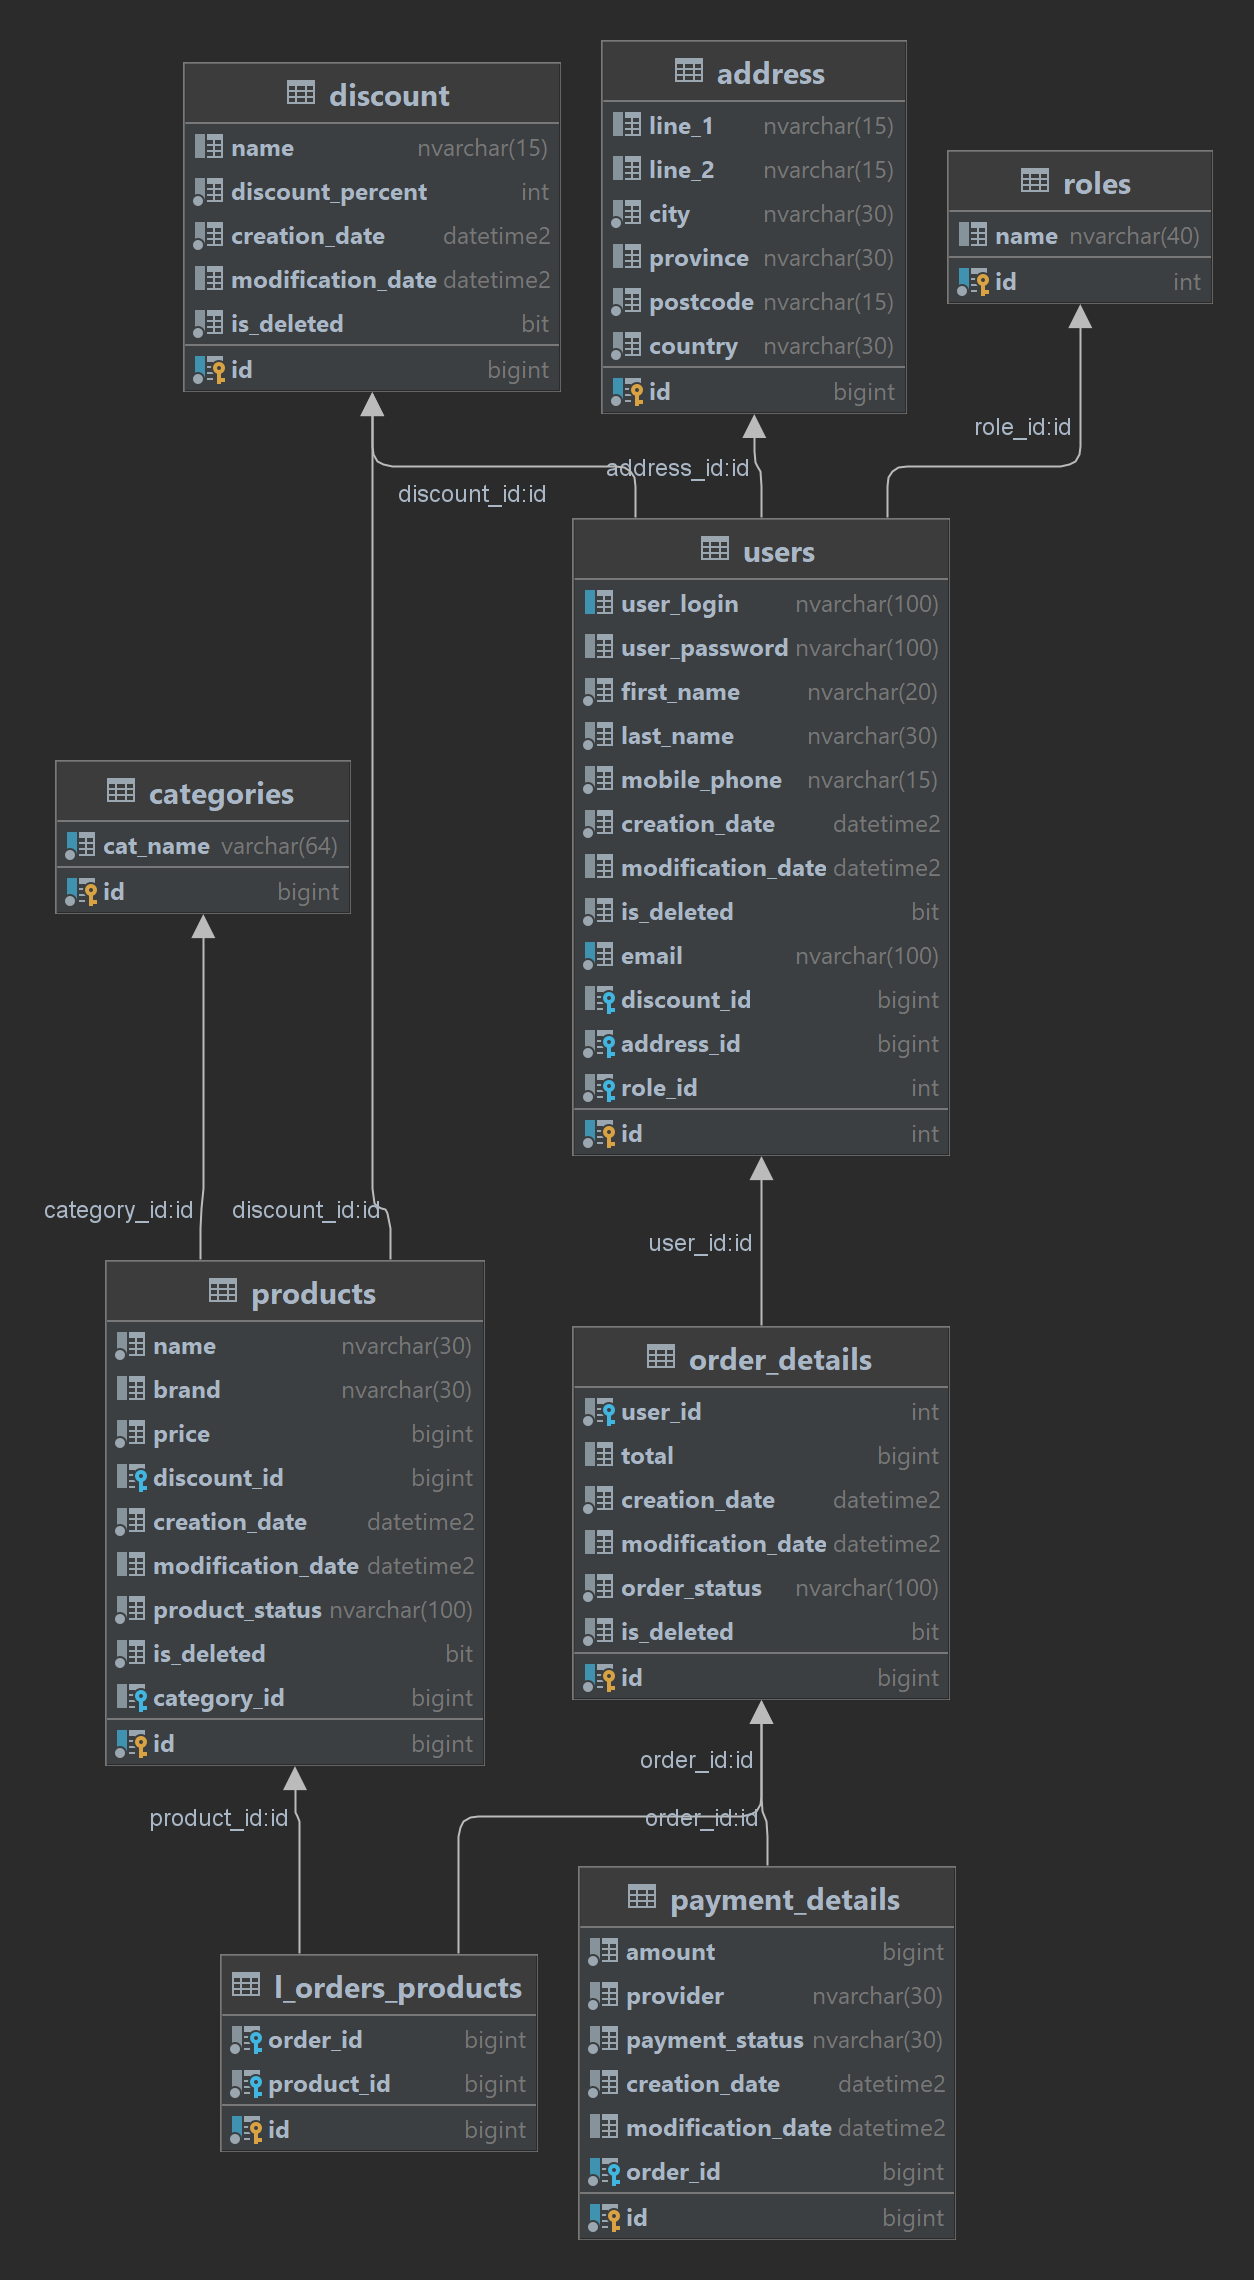 discount
name nvarchar(15)
discount_percent int
creation_date datetime2
modification_date datetime2
is_deleted bit
id bigint
address
line_1 nvarchar(15)
line_2 nvarchar(15)
city nvarchar(30)
province nvarchar(30)
postcode nvarchar(15)
country nvarchar(30)
id bigint
roles
name nvarchar(40)
id int
role_id:id
address_id:id
discount_id:id
users
user_login nvarchar(100)
user_password nvarchar(100)
first_name nvarchar(20)
last_name nvarchar(30)
mobile_phone nvarchar(15)
creation_date datetime2
modification_date datetime2
is_deleted bit
email nvarchar(100)
discount_id bigint
address_id bigint
role_id int
id int
categories
cat_name varchar(64)
id bigint
category_id:id
discount_id:id
user_id:id
products
name nvarchar(30)
brand nvarchar(30)
price bigint
discount_id bigint
creation_date datetime2
modification_date datetime2
product_status nvarchar(100)
is_deleted bit
category_id bigint
id bigint
order_details
user_id int
total bigint
creation_date datetime2
modification_date datetime2
order_status nvarchar(100)
is_deleted bit
id bigint
order_id:id
product_id:id
order_id:id
l_orders_products
order_id bigint
product_id bigint
id bigint
payment_details
amount bigint
provider nvarchar(30)
payment_status nvarchar(30)
creation_date datetime2
modification_date datetime2
order_id bigint
id bigint